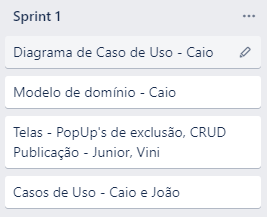 Sprint 1
Diagrama de Caso de Uso - Caio
Modelo de domínio - Caio
Telas - PopUp's de exclusão, CRUD
Publicação - Junior, Vini
Casos de Uso - Caio e João